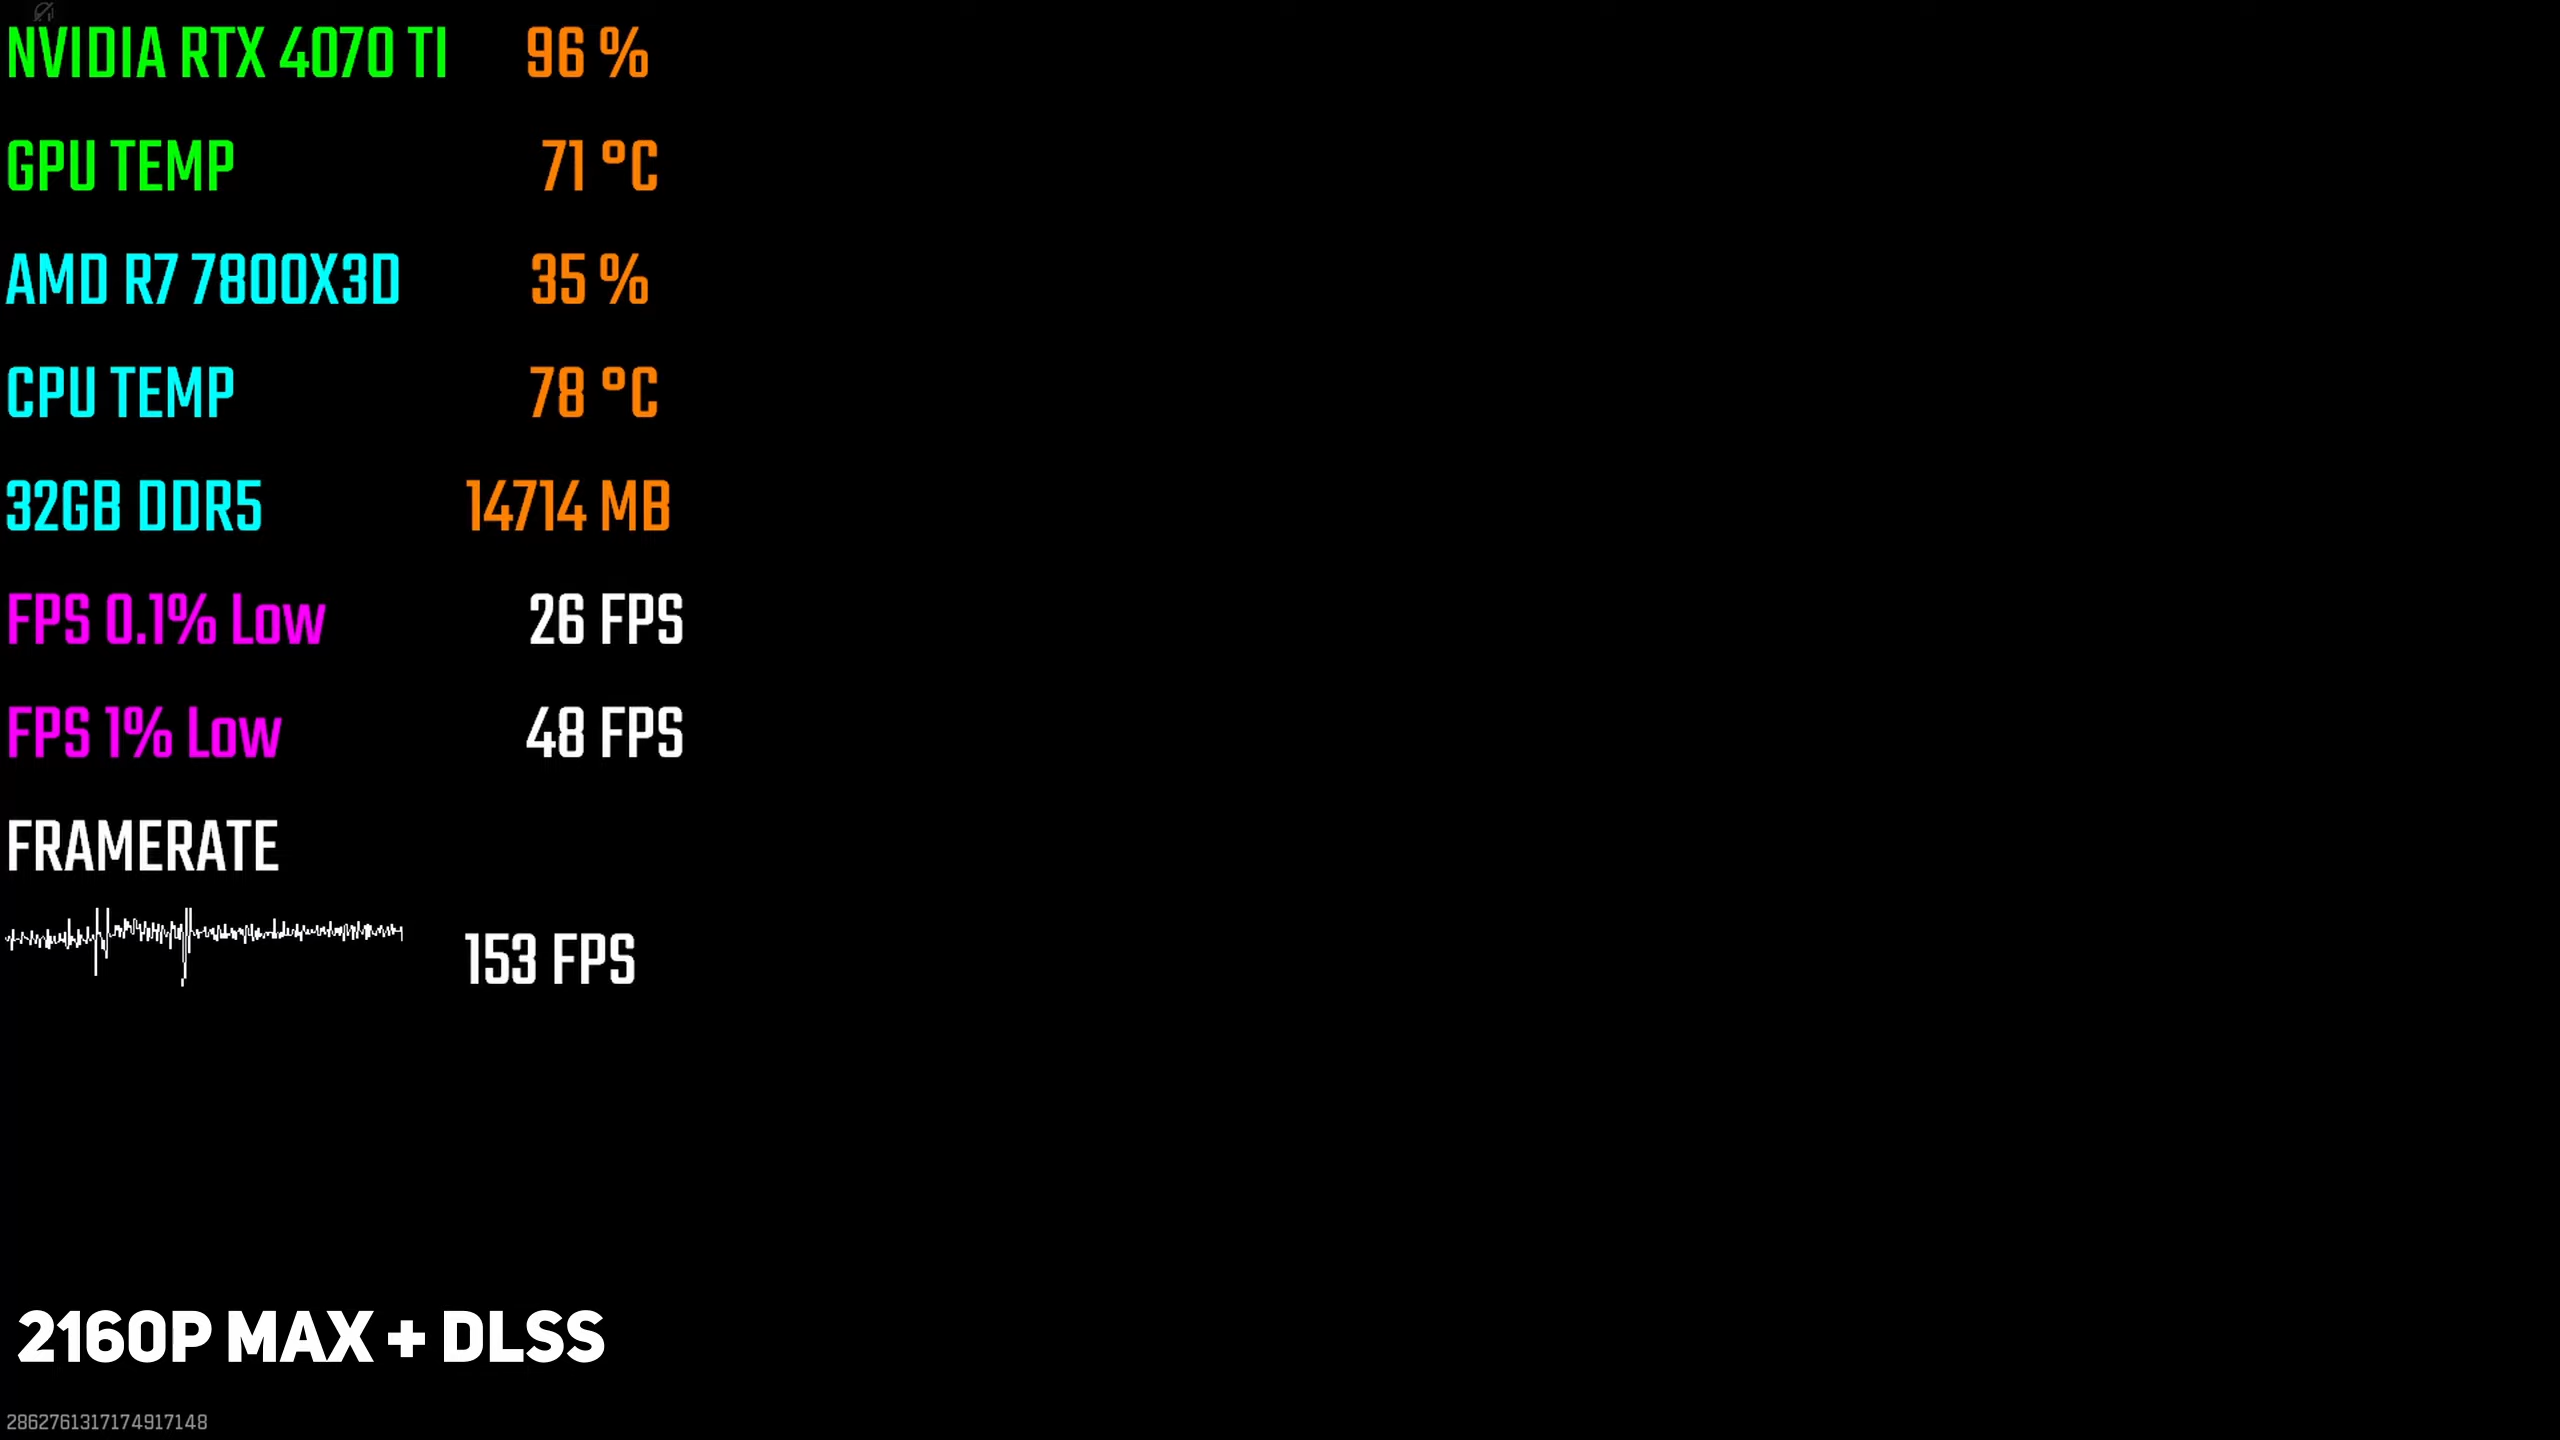 NVIDIA RTX 4070 TI 96 %
GPU TEMP 71 °C
AMD R7 7800X3D 35 %
CPU TEMP 78 °C
32GB DDR5 14714 MB
FPS 0.1% Low 26 FPS
FPS 1% Low 48 FPS
FRAMERATE
153 FPS
2160P MAX + DLSS
2862761317174917148